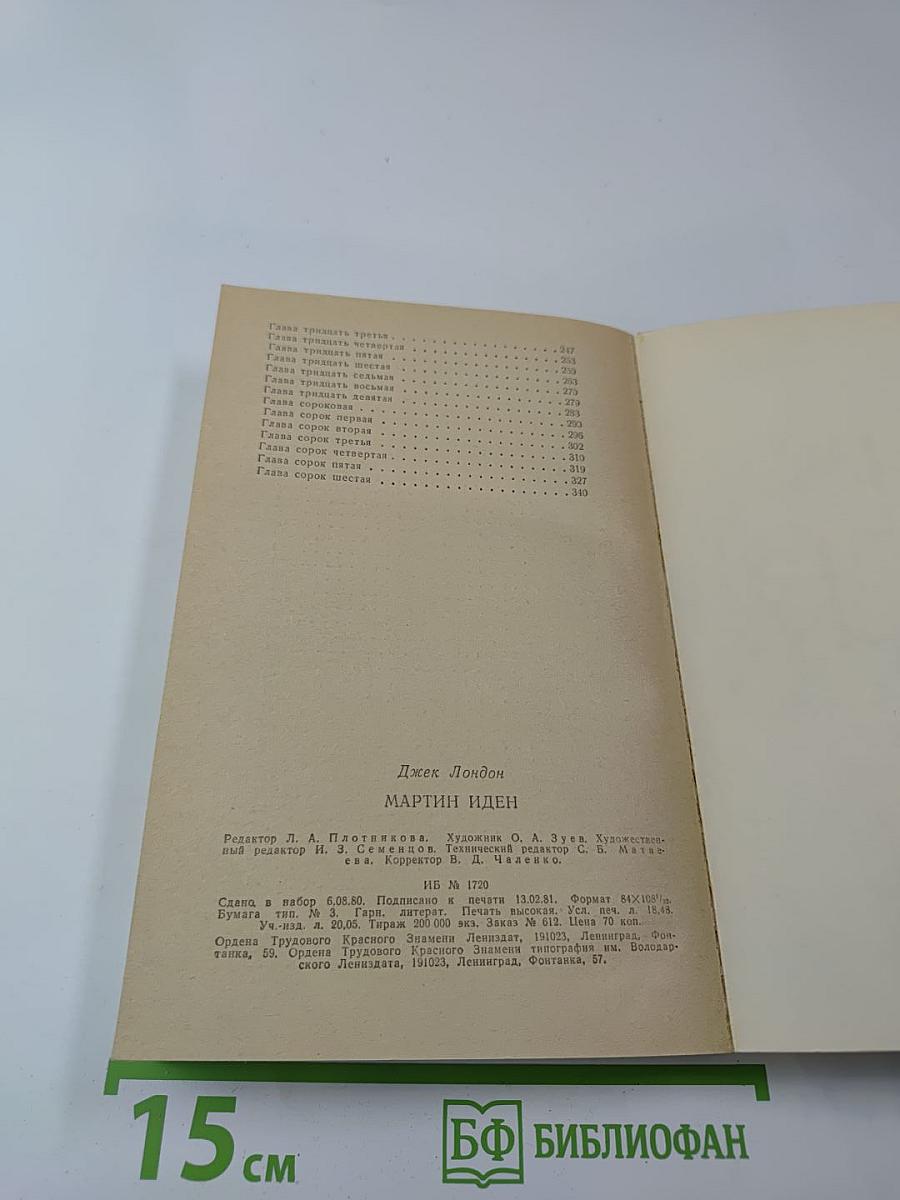 Глава тридцать третья . . . . . . . . . . . . . . . . . 247
Глава тридцать четвертая . . . . . . . . . . . . . . . 253
Глава тридцать пятая . . . . . . . . . . . . . . . . . 259
Глава тридцать шестая . . . . . . . . . . . . . . . . . 263
Глава тридцать седьмая . . . . . . . . . . . . . . . . 270
Глава тридцать восьмая . . . . . . . . . . . . . . . . 279
Глава тридцать девятая . . . . . . . . . . . . . . . . 283
Глава сороковая . . . . . . . . . . . . . . . . . . . 290
Глава сорок первая . . . . . . . . . . . . . . . . . . 296
Глава сорок вторая . . . . . . . . . . . . . . . . . . 302
Глава сорок третья . . . . . . . . . . . . . . . . . . 310
Глава сорок четвертая . . . . . . . . . . . . . . . . 319
Глава сорок пятая . . . . . . . . . . . . . . . . . . 327
Глава сорок шестая . . . . . . . . . . . . . . . . . . 340
Джек Лондон
МАРТИН ИДЕН
Редактор Л. А. Плотникова. Художник О. А. Зуев. Художествен-
ный редактор И. З. Семенцов. Технический редактор С. Б. Матве-
ева. Корректор В. Д. Чаленко.
ИБ № 1720
Сдано в набор 6.08.80. Подписано к печати 13.02.81. Формат 84×108¹/₃₂.
Бумага тип. № 3. Гарн. литерат. Печать высокая. Усл. печ. л. 18,48.
Уч.-изд. л. 20,05. Тираж 200 000 экз. Заказ № 612. Цена 70 коп.
Ордена Трудового Красного Знамени Лениздат, 191023, Ленинград, Фон-
танка, 59. Ордена Трудового Красного Знамени типография им. Володар-
ского Лениздата, 191023, Ленинград, Фонтанка, 57.
15 см
БФ БИБЛИОФАН